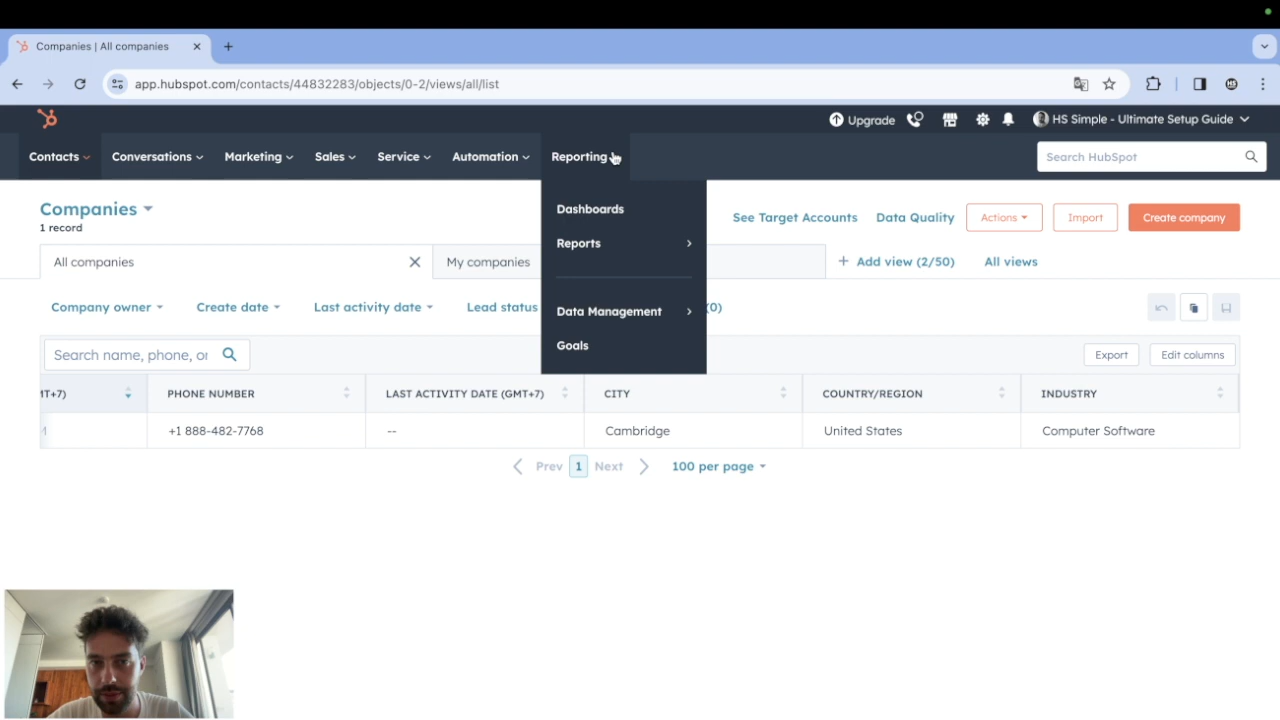 Companies | All companies
app.hubspot.com/contacts/44832283/objects/0-2/views/all/list
HS
Upgrade
HS Simple - Ultimate Setup Guide
Contacts
Conversations
Marketing
Sales
Service
Automation
Reporting
Search HubSpot
Companies
1 record
Dashboards
Reports
Data Management
Goals
See Target Accounts
Data Quality
Actions
Import
Create company
All companies
My companies
Add view (2/50)
All views
Company owner
Create date
Last activity date
Lead status
(0)
Search name, phone, or
Export
Edit columns
MT+7)
PHONE NUMBER
LAST ACTIVITY DATE (GMT+7)
CITY
COUNTRY/REGION
INDUSTRY
+1 888-482-7768
--
Cambridge
United States
Computer Software
Prev
1
Next
100 per page